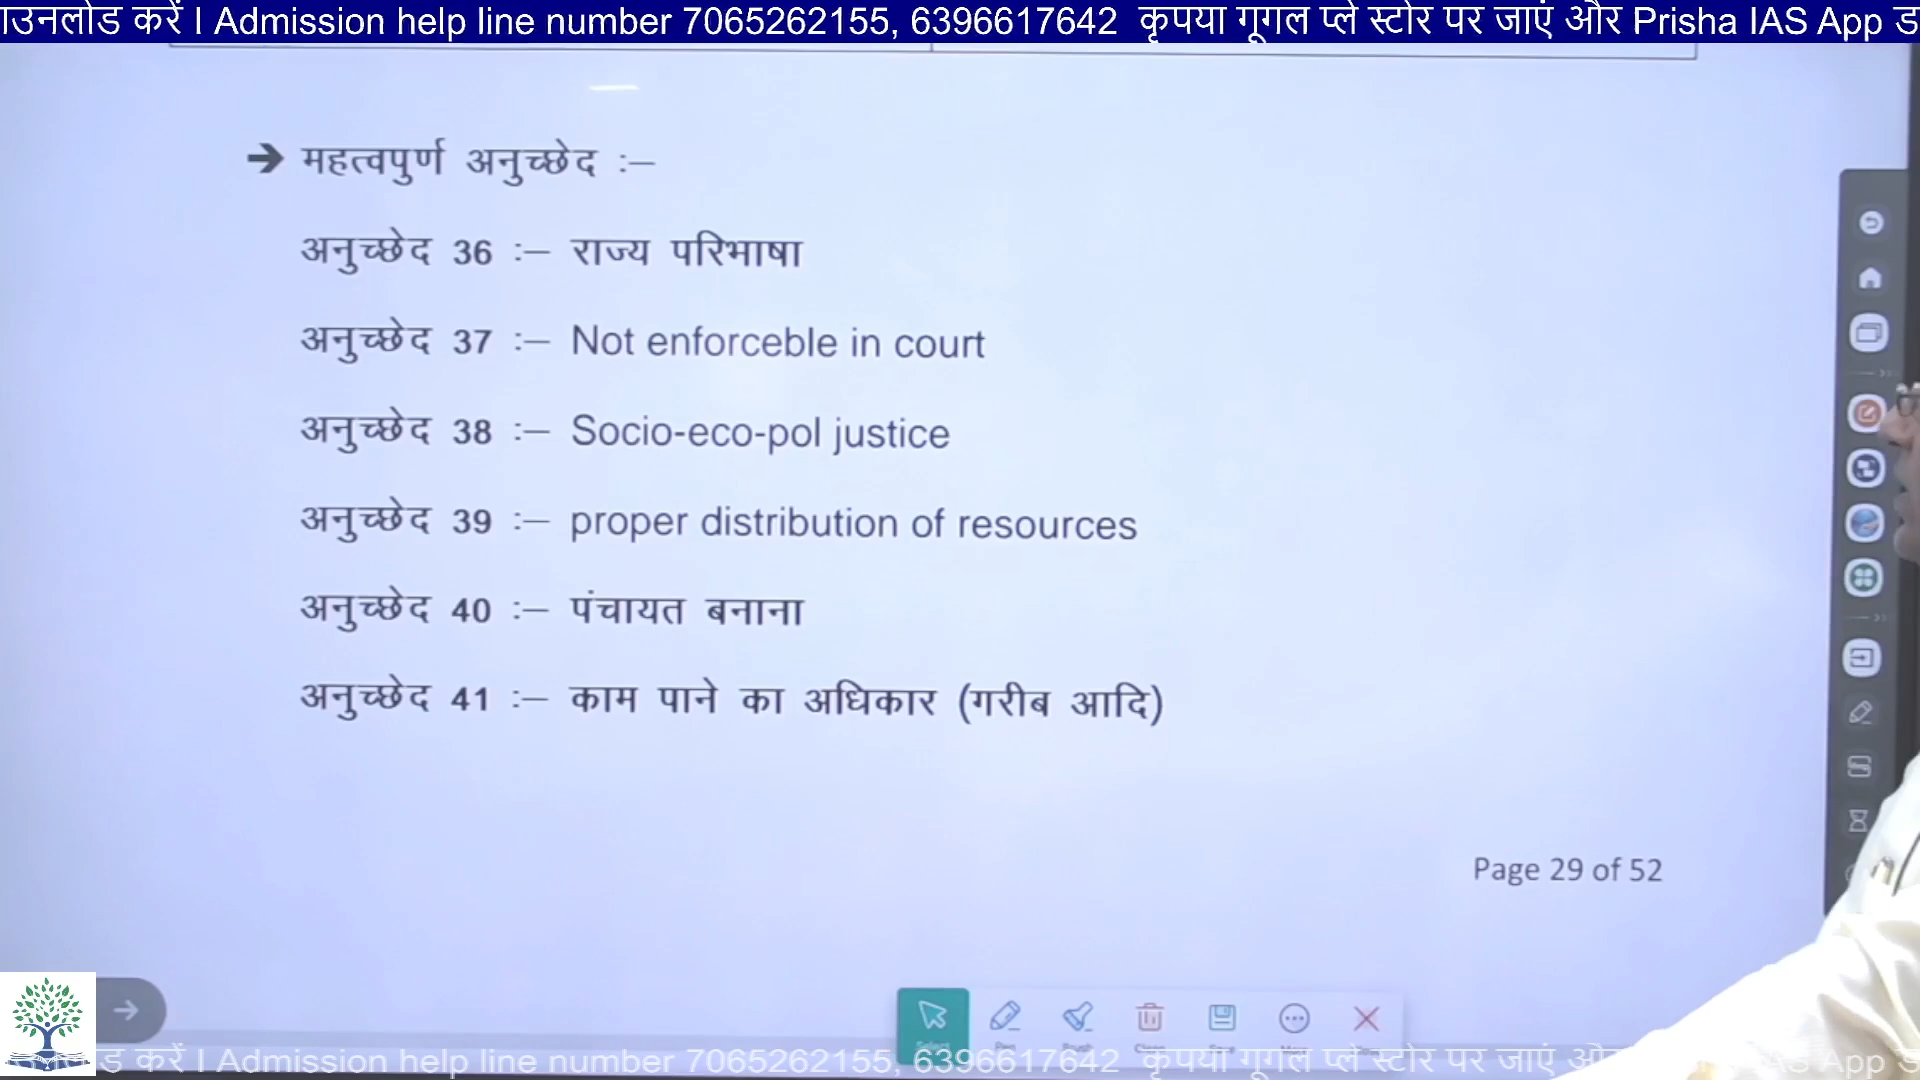 उनलोड करें I Admission help line number 7065262155, 6396617642 कृपया गूगल प्ले स्टोर पर जाएं और Prisha IAS App
महत्वपुर्ण अनुच्छेद :–
अनुच्छेद 36 :– राज्य परिभाषा
अनुच्छेद 37 :– Not enforceble in court
अनुच्छेद 38 :– Socio-eco-pol justice
अनुच्छेद 39 :– proper distribution of resources
अनुच्छेद 40 :– पंचायत बनाना
अनुच्छेद 41 :– काम पाने का अधिकार (गरीब आदि)
Page 29 of 52
Select
करें I Admission help line number 7065262155, 6396617642 कृपया गूगल प्ले स्टोर पर जाएं App